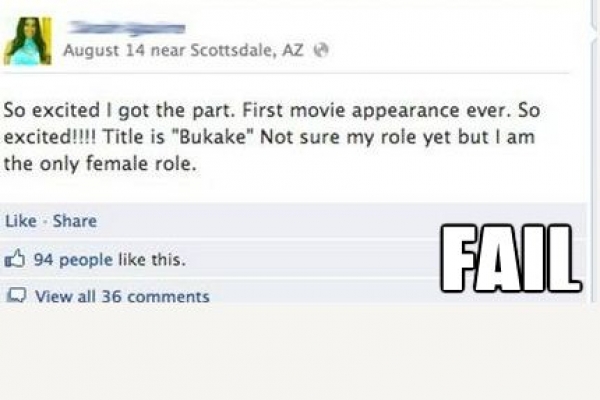 August 14 near Scottsdale, AZ
So excited I got the part. First movie appearance ever. So
excited!!!! Title is "Bukake" Not sure my role yet but I am
the only female role.
Like · Share
94 people like this.
View all 36 comments
FAIL